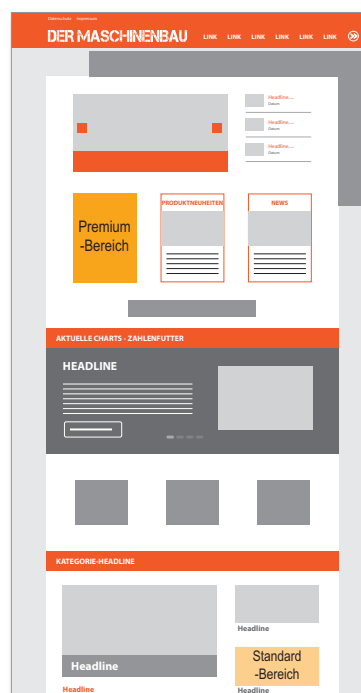 Datenschutz Impressum
DER MASCHINENBAU LINK LINK LINK LINK LINK LINK
Headline....
Datum
Headline....
Datum
Headline....
Datum
Premium
-Bereich
PRODUKTNEUHEITEN
NEWS
AKTUELLE CHARTS - ZAHLENFUTTER
HEADLINE
KATEGORIE-HEADLINE
Headline
Headline
Headline
Standard
-Bereich
Headline